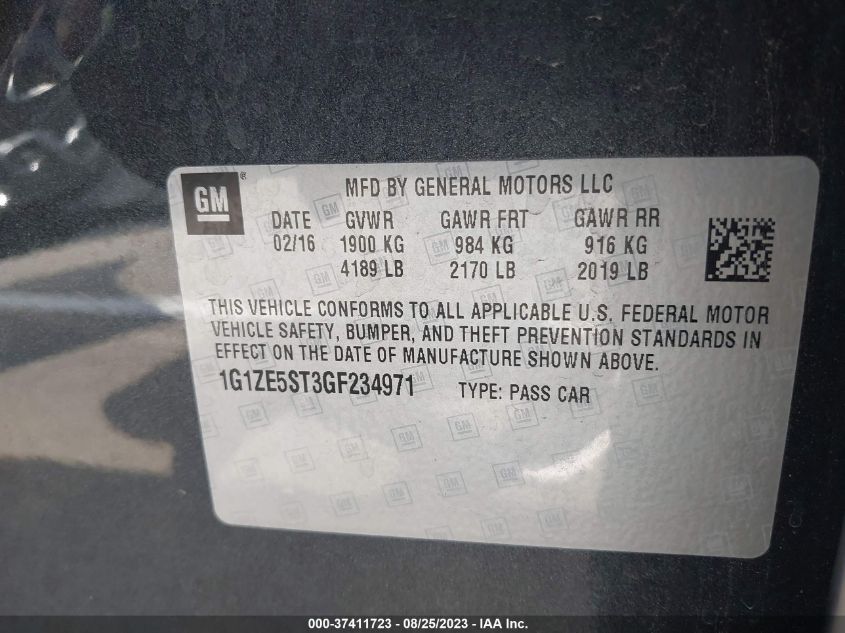 GM ®
MFD BY GENERAL MOTORS LLC
DATE GVWR GAWR FRT GAWR RR
02/16 1900 KG 984 KG 916 KG
4189 LB 2170 LB 2019 LB
THIS VEHICLE CONFORMS TO ALL APPLICABLE U.S. FEDERAL MOTOR
VEHICLE SAFETY, BUMPER, AND THEFT PREVENTION STANDARDS IN
EFFECT ON THE DATE OF MANUFACTURE SHOWN ABOVE.
1G1ZE5ST3GF234971 TYPE: PASS CAR
000-37411723 - 08/25/2023 - IAA Inc.